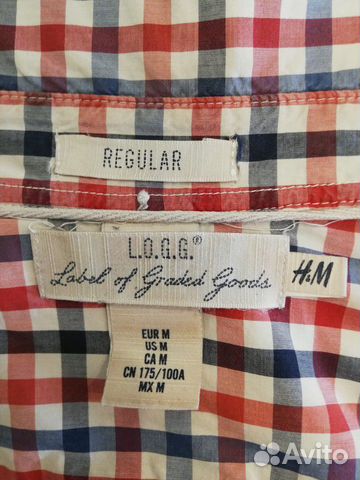 REGULAR
L.O.G.G.®
Label of Graded Goods
H&M
EUR M
US M
CA M
CN 175/100A
MX M
Avito